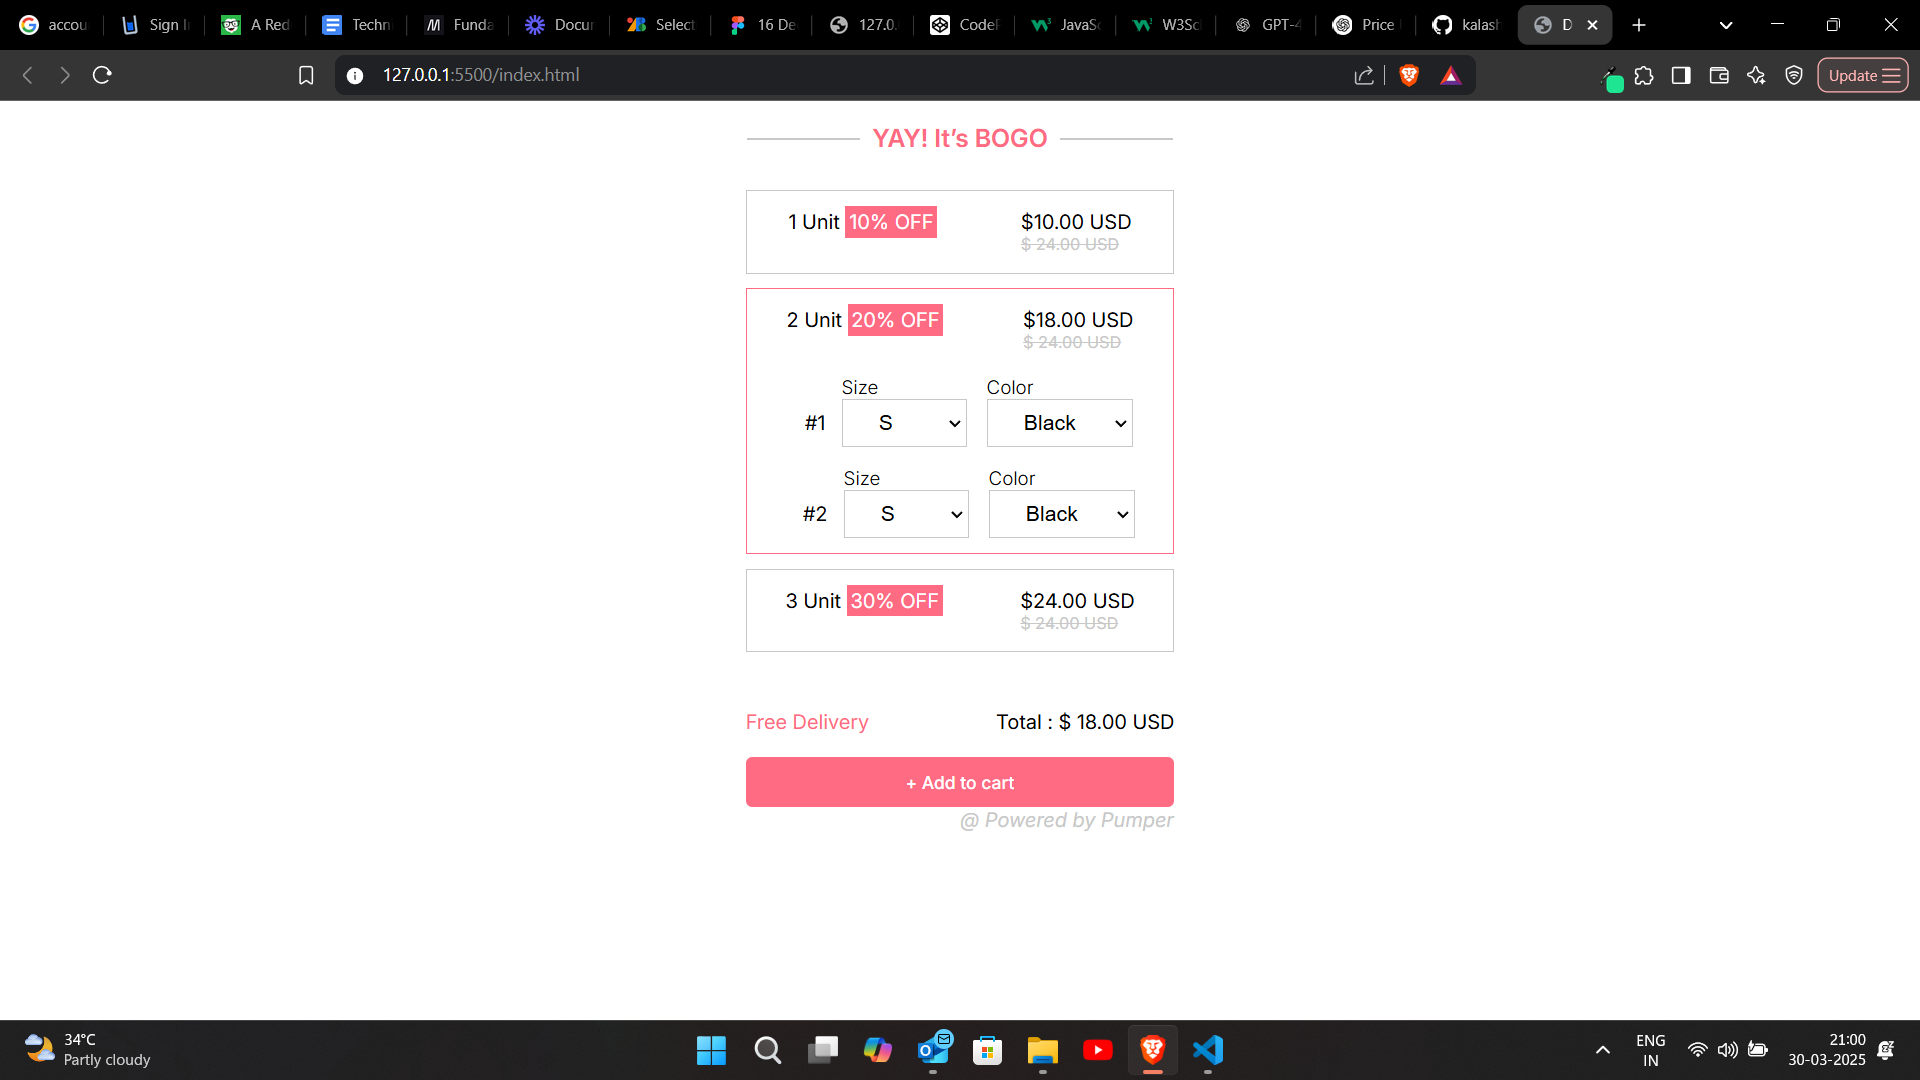 accou
Sign I
A Red
Techni
Funda
Docur
Select
16 De
127.0.
CodeP
JavaSc
W3Sc
GPT-4
Price
kalash
D
127.0.0.1:5500/index.html
Update
YAY! It’s BOGO
1 Unit 10% OFF $10.00 USD
$ 24.00 USD
2 Unit 20% OFF $18.00 USD
$ 24.00 USD
Size Color
#1 S Black
Size Color
#2 S Black
3 Unit 30% OFF $24.00 USD
$ 24.00 USD
Free Delivery Total : $ 18.00 USD
+ Add to cart
@ Powered by Pumper
34°C
Partly cloudy
ENG
IN
21:00
30-03-2025